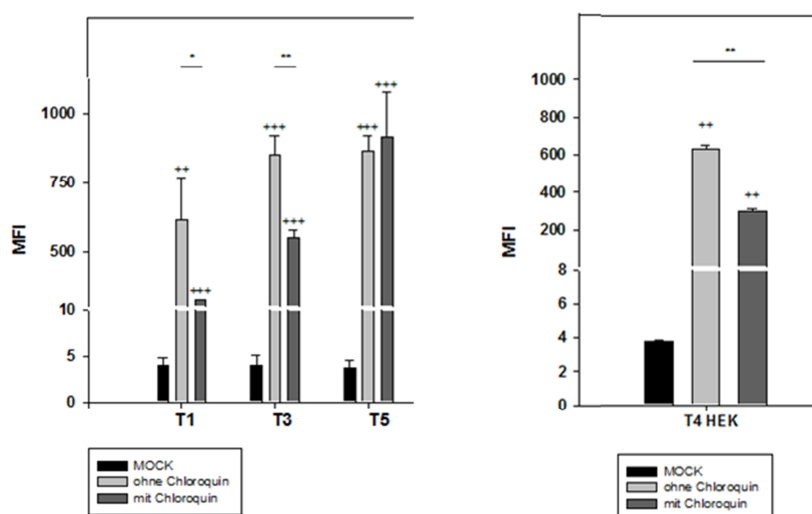 * **
+++
+++ +++
++
+++
+++
1000
750
500
10
5
0
MFI
T1 T3 T5
MOCK
ohne Chloroquin
mit Chloroquin
**
++
++
1000
800
600
400
200
8
6
4
2
0
MFI
T4 HEK
MOCK
ohne Chloroquin
mit Chloroquin